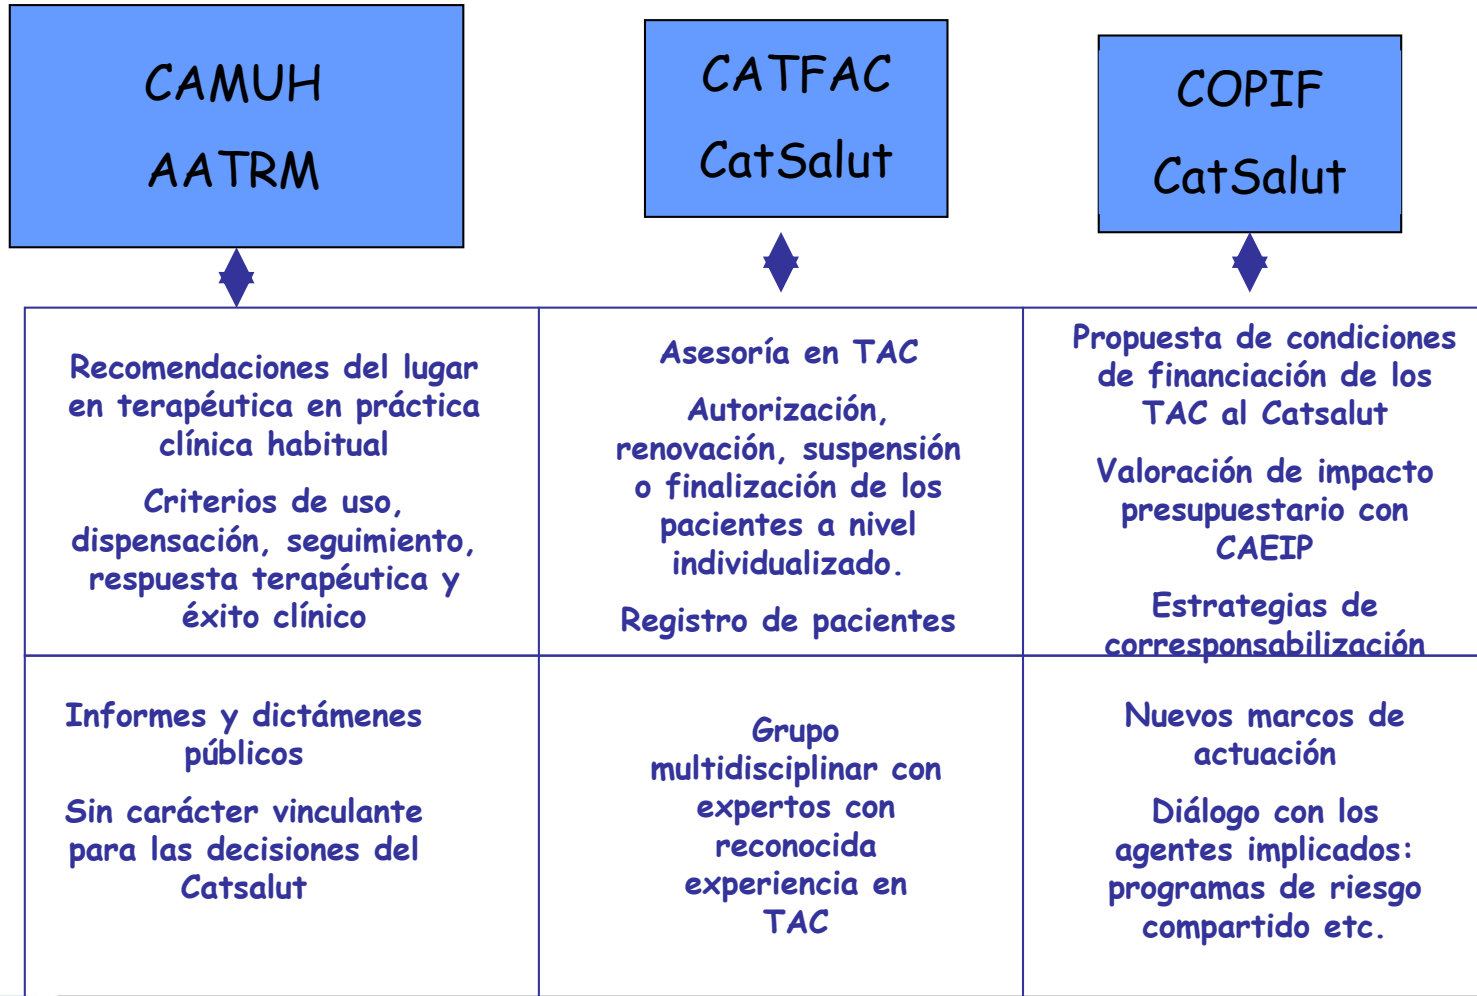 CAMUH
AATRM
CATFAC
CatSalut
COPIF
CatSalut
Recomendaciones del lugar
en terapéutica en práctica
clínica habitual
Criterios de uso,
dispensación, seguimiento,
respuesta terapéutica y
éxito clínico
Asesoría en TAC
Autorización,
renovación, suspensión
o finalización de los
pacientes a nivel
individualizado.
Registro de pacientes
Propuesta de condiciones
de financiación de los
TAC al Catsalut
Valoración de impacto
presupuestario con
CAEIP
Estrategias de
corresponsabilización
Informes y dictámenes
públicos
Sin carácter vinculante
para las decisiones del
Catsalut
Grupo
multidisciplinar con
expertos con
reconocida
experiencia en
TAC
Nuevos marcos de
actuación
Diálogo con los
agentes implicados:
programas de riesgo
compartido etc.